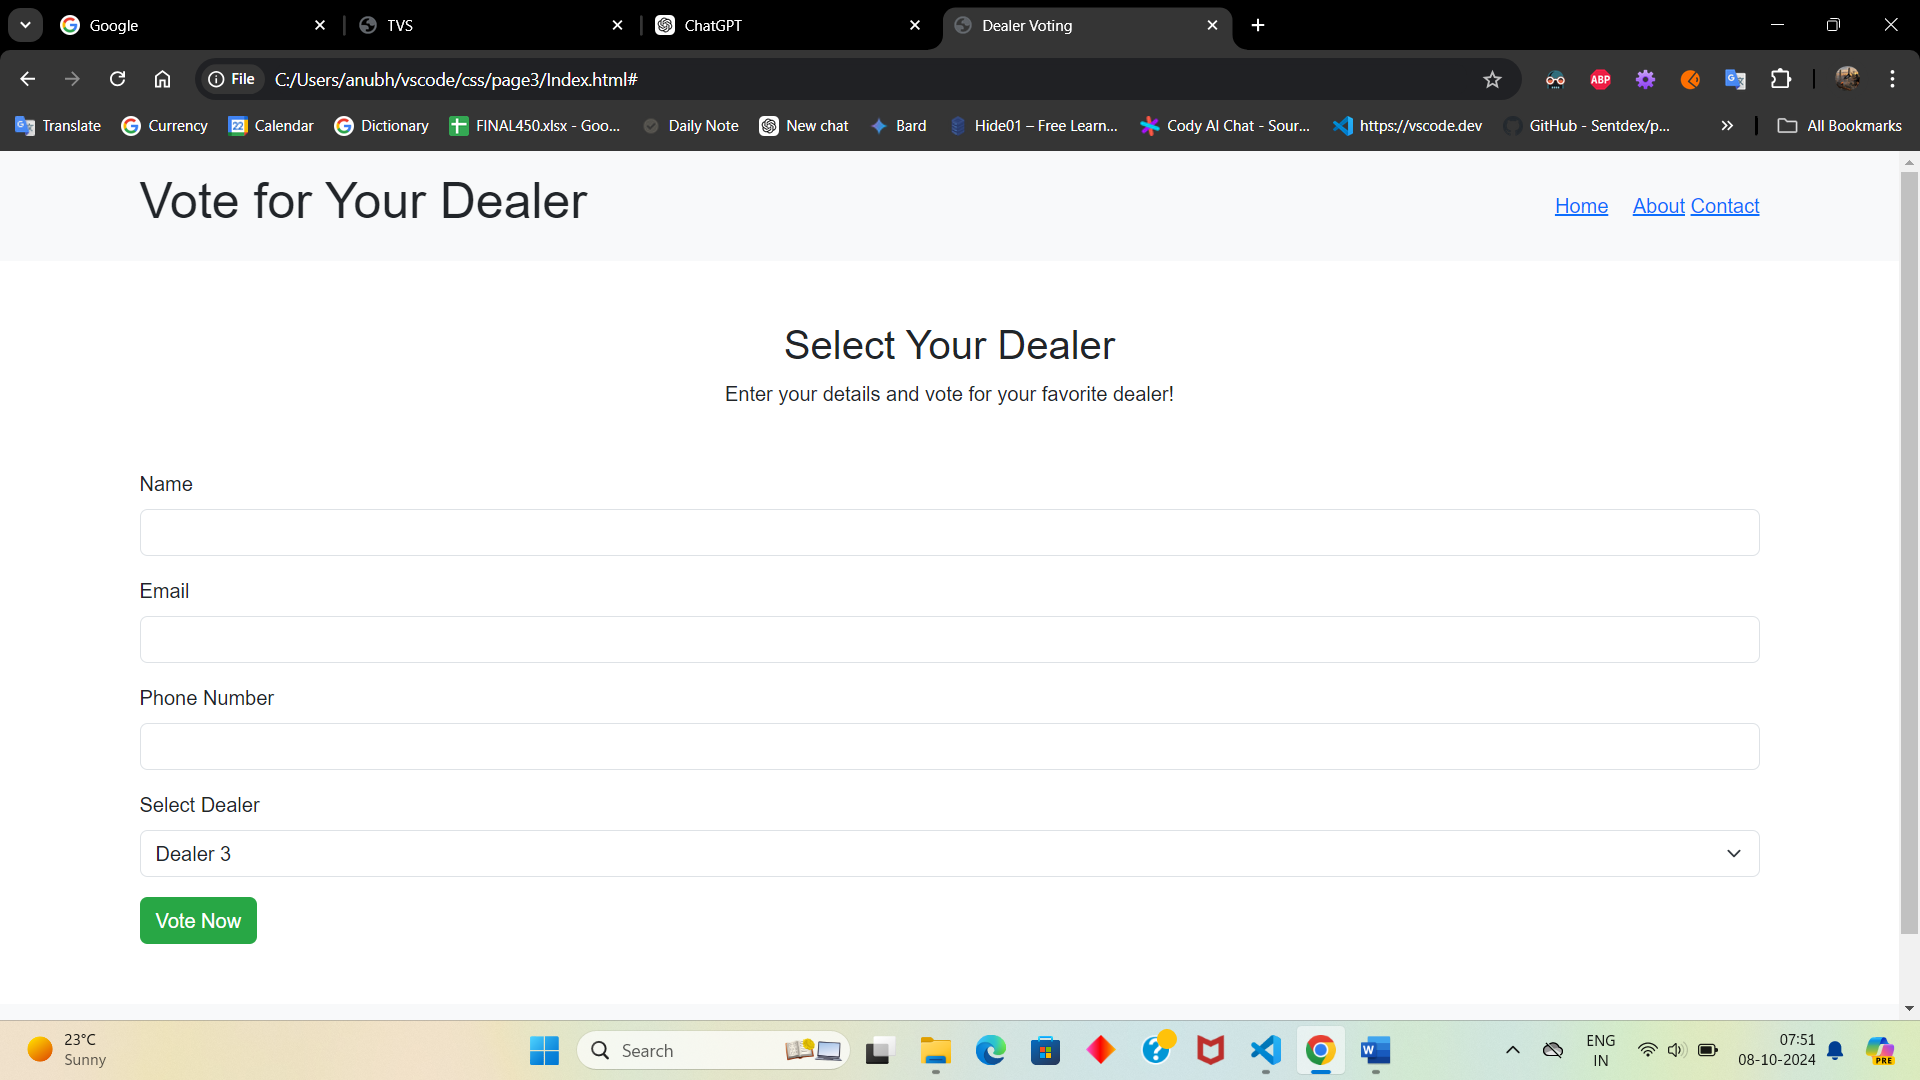 Google
TVS
ChatGPT
Dealer Voting
File
C:/Users/anubh/vscode/css/page3/Index.html#
ABP
Translate
Currency
22
Calendar
Dictionary
FINAL450.xlsx - Goo...
Daily Note
New chat
Bard
Hide01 – Free Learn...
Cody AI Chat - Sour...
https://vscode.dev
GitHub - Sentdex/p...
All Bookmarks
Vote for Your Dealer
Home About Contact
Select Your Dealer
Enter your details and vote for your favorite dealer!
Name
Email
Phone Number
Select Dealer
Dealer 3
Vote Now
23°C
Sunny
Search
ENG
IN
07:51
08-10-2024
PRE